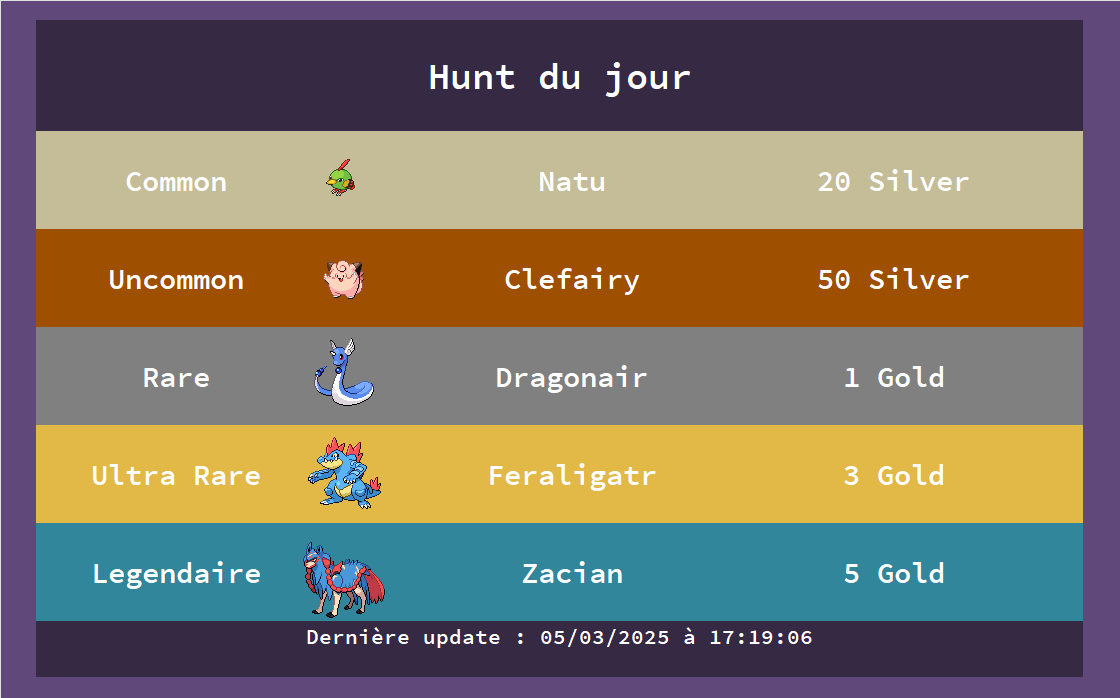 Hunt du jour
Common Natu 20 Silver
Uncommon Clefairy 50 Silver
Rare Dragonair 1 Gold
Ultra Rare Feraligatr 3 Gold
Legendaire Zacian 5 Gold
Dernière update : 05/03/2025 à 17:19:06